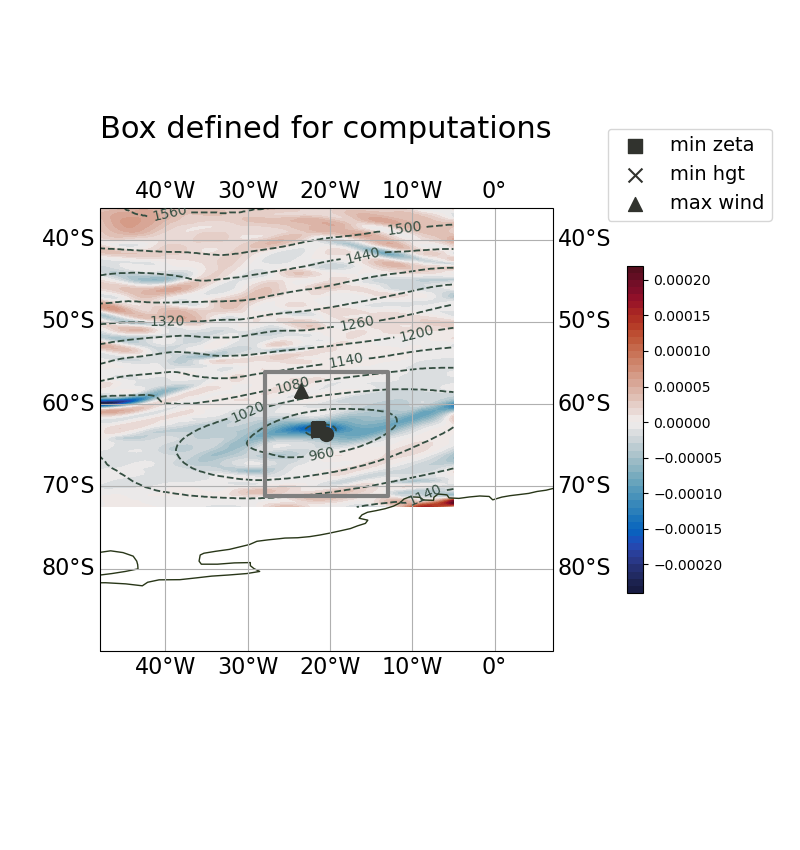 Box defined for computations
min zeta
min hgt
max wind
40°W 30°W 20°W 10°W 0°
1560
1500
1440
1320
1260
1200
1140
1080
1020
960
1140
40°S 40°S
50°S 50°S
60°S 60°S
70°S 70°S
80°S 80°S
40°W 30°W 20°W 10°W 0°
0.00020
0.00015
0.00010
0.00005
0.00000
−0.00005
−0.00010
−0.00015
−0.00020